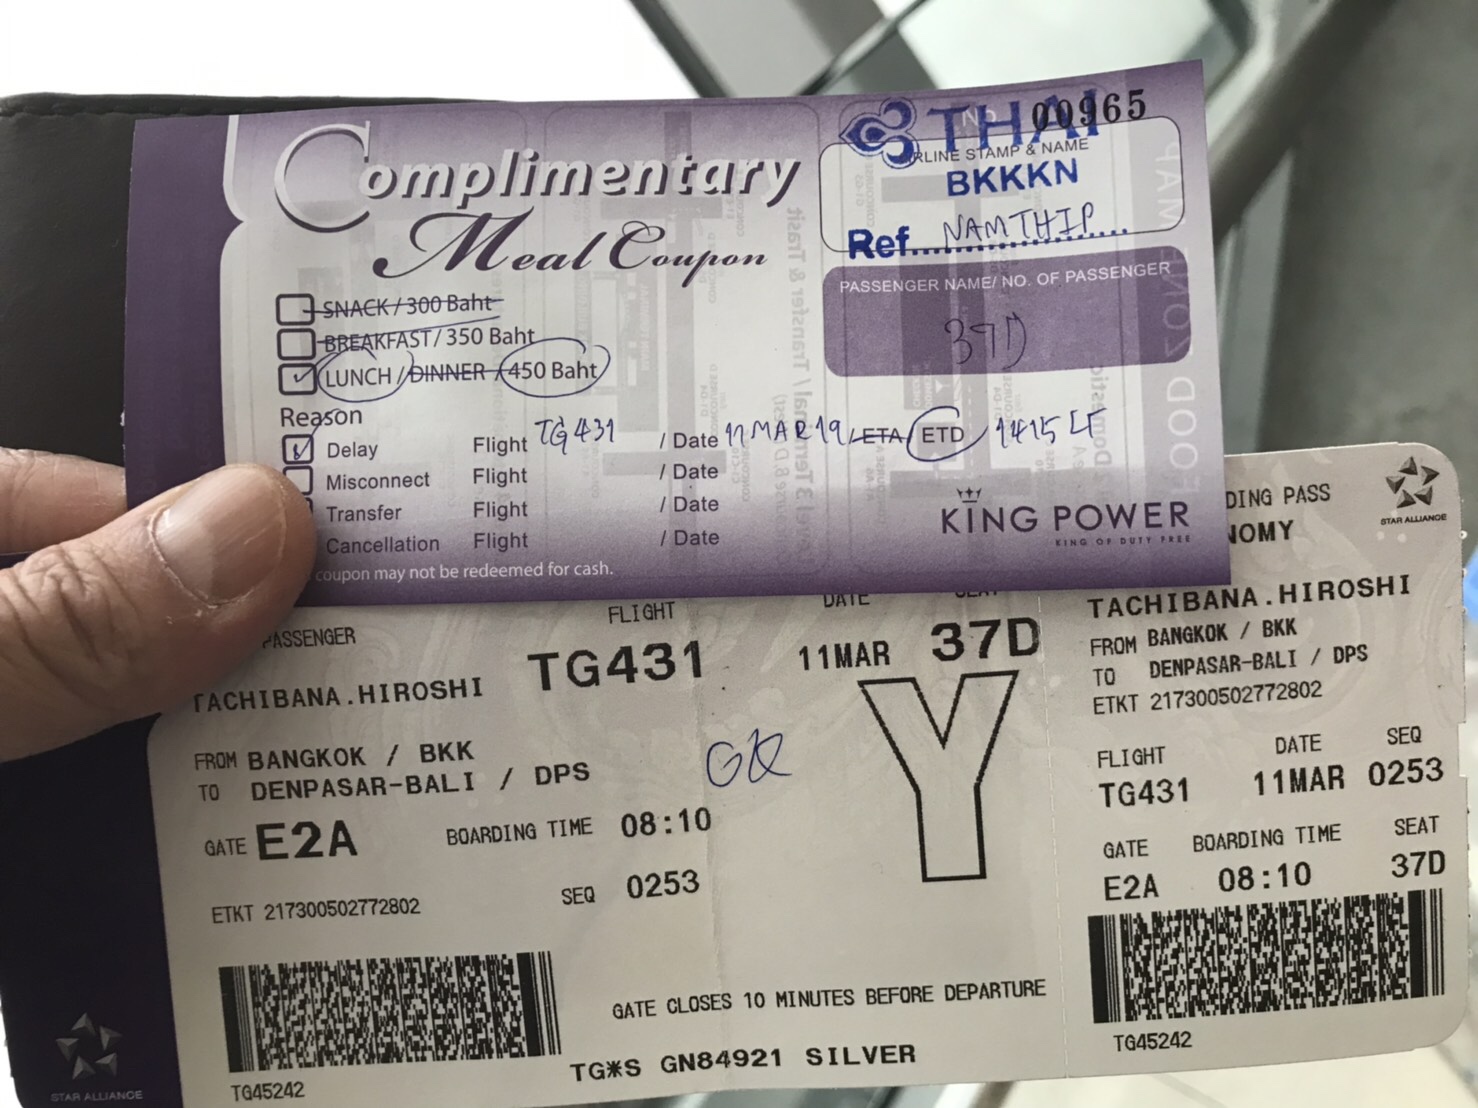 Complimentary
Meal Coupon
THAI
No. 00965
AIRLINE STAMP & NAME
BKKKN
Ref....NAMTHIP....
PASSENGER NAME/ NO. OF PASSENGER
37D
SNACK / 300 Baht
BREAKFAST / 350 Baht
LUNCH / DINNER / 450 Baht
Reason
Delay Flight TG431 / Date 11 MAR 19 / ETA / ETD / 1415 LT
Misconnect Flight / Date
Transfer Flight / Date
Cancellation Flight / Date
coupon may not be redeemed for cash.
KING POWER
KING OF DUTY FREE
FOOD ZONE MAP
DING PASS
NOMY
STAR ALLIANCE
PASSENGER
TACHIBANA.HIROSHI
FLIGHT
TG431
DATE
11MAR
SEAT
37D
FROM BANGKOK / BKK
TO DENPASAR-BALI / DPS
GATE E2A BOARDING TIME 08:10
SEQ 0253
ETKT 217300502772802
Y
GATE CLOSES 10 MINUTES BEFORE DEPARTURE
TG*S GN84921 SILVER
TG45242
STAR ALLIANCE
TACHIBANA.HIROSHI
FROM BANGKOK / BKK
TO DENPASAR-BALI / DPS
ETKT 217300502772802
FLIGHT DATE SEQ
TG431 11MAR 0253
GATE BOARDING TIME SEAT
E2A 08:10 37D
TG45242